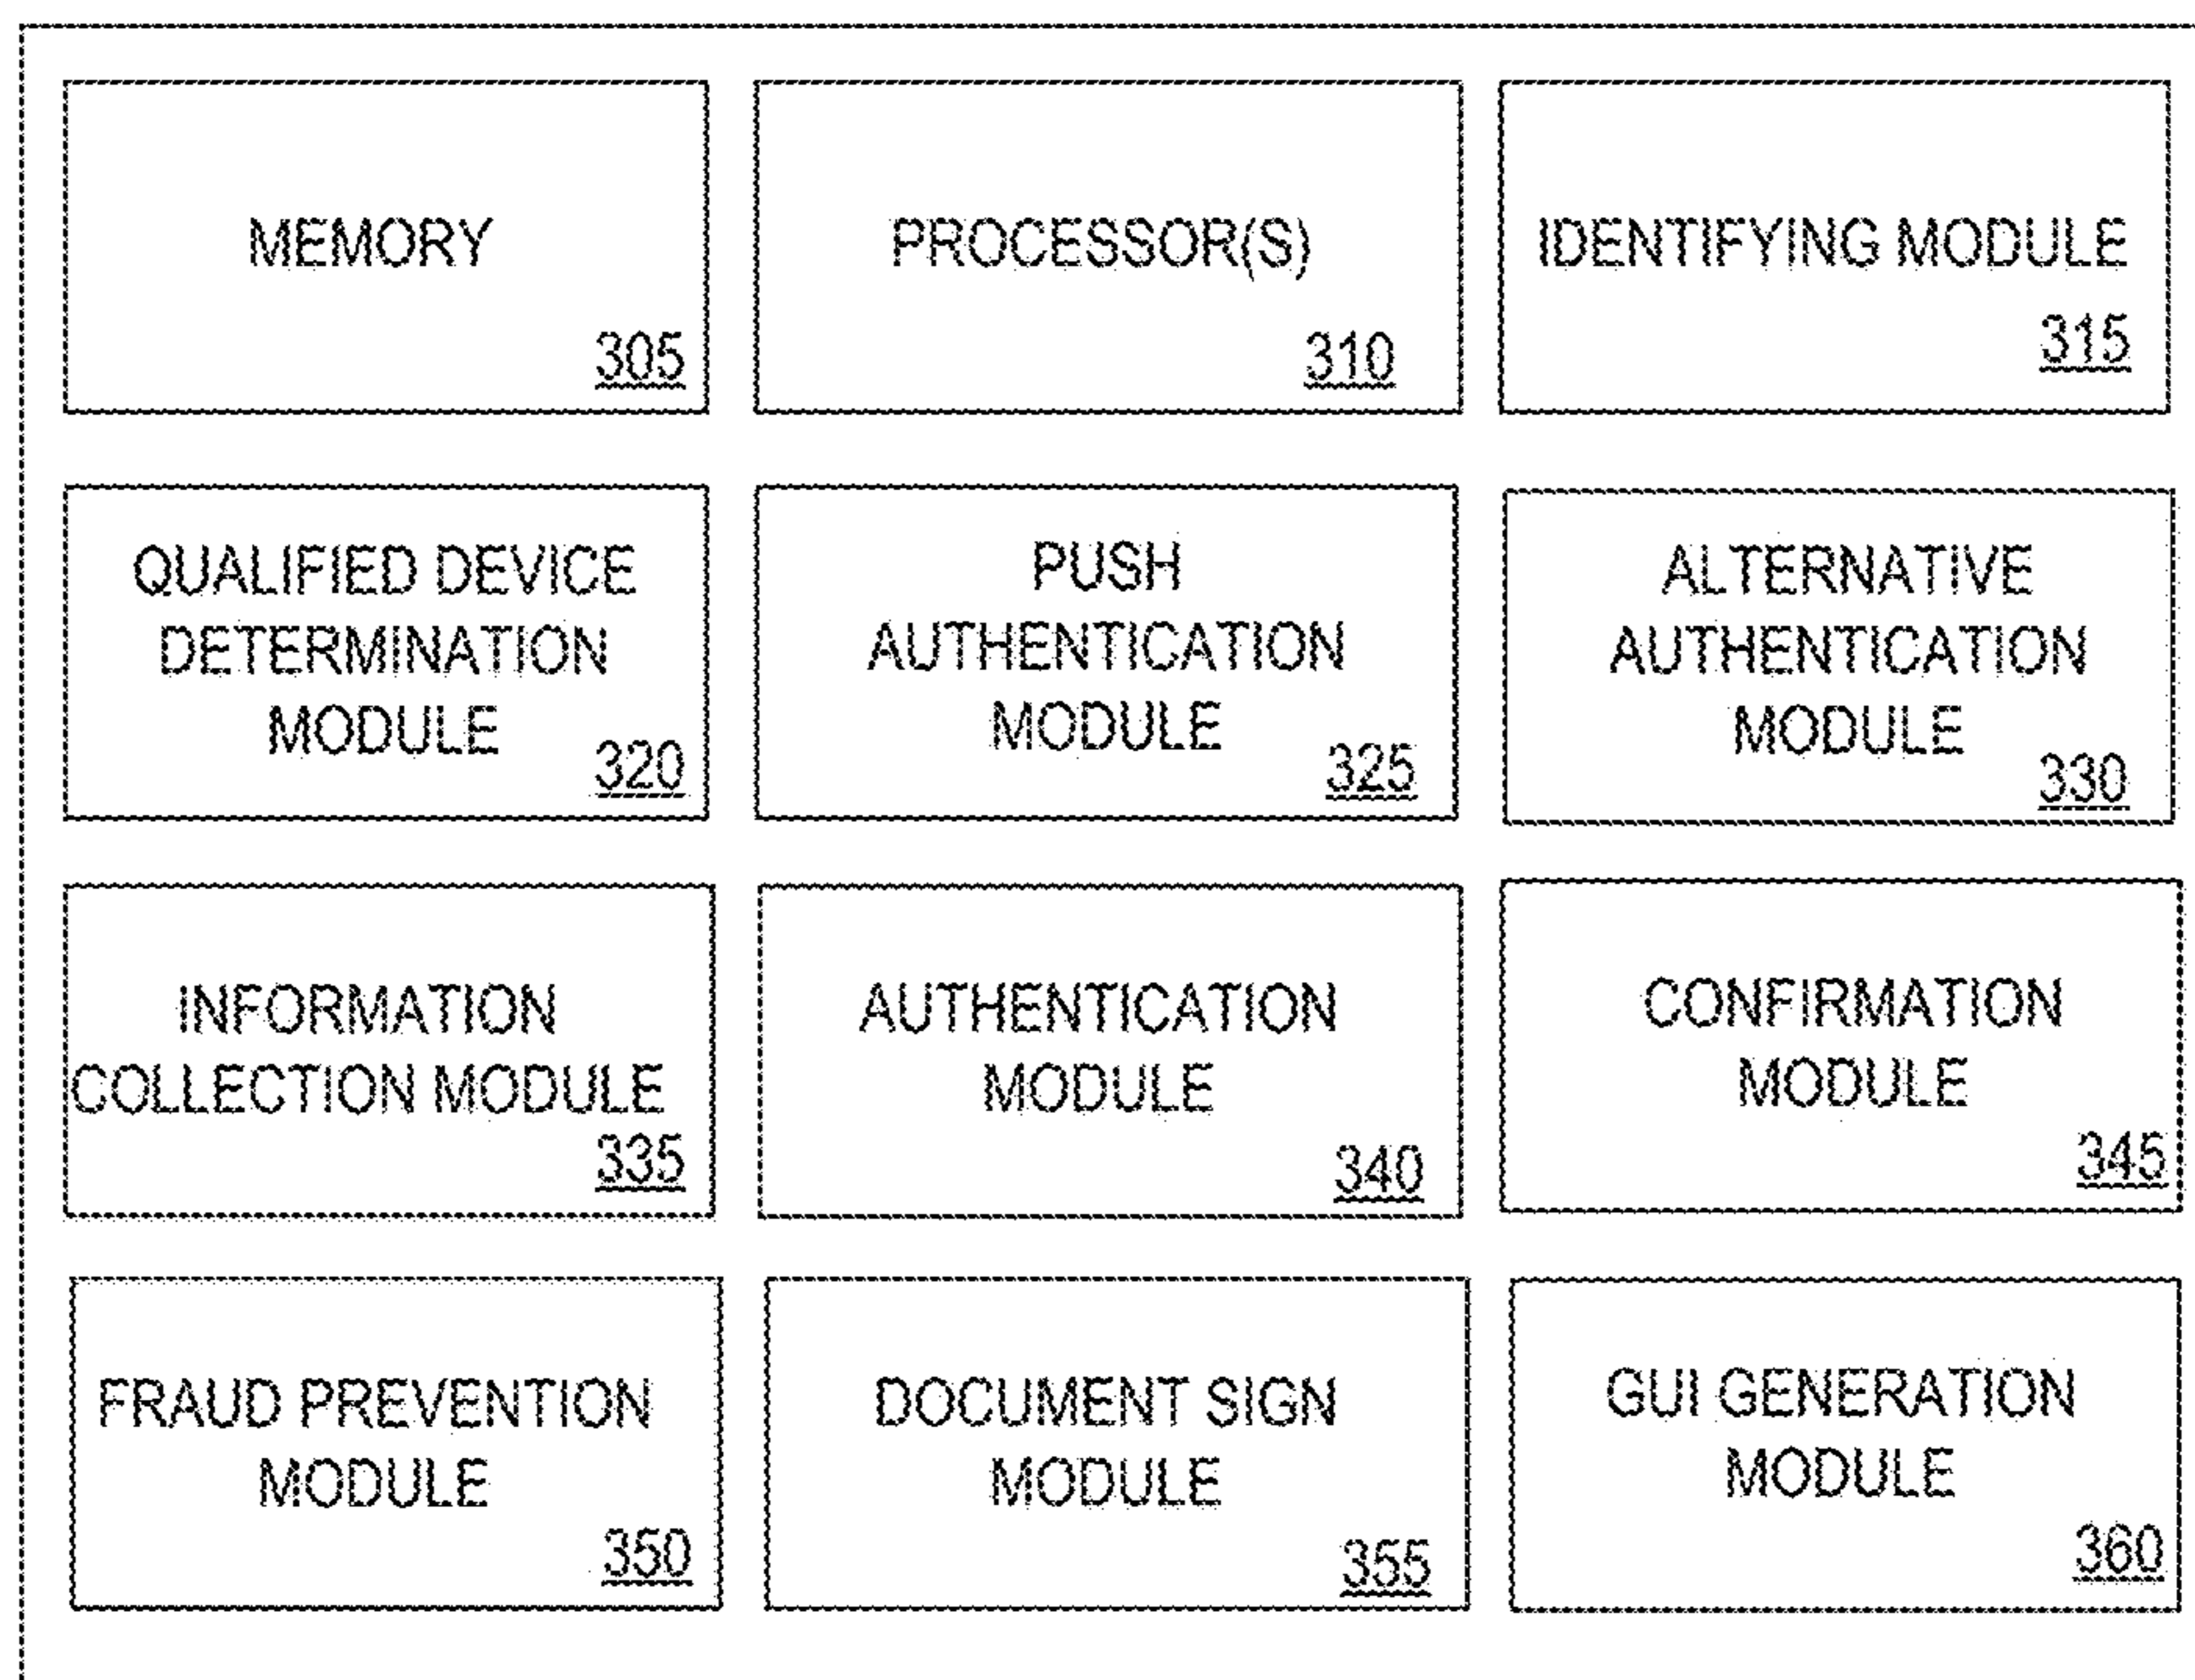 MEMORY
305
PROCESSOR(S)
310
IDENTIFYING MODULE
315
QUALIFIED DEVICE
DETERMINATION
MODULE
320
PUSH
AUTHENTICATION
MODULE
325
ALTERNATIVE
AUTHENTICATION
MODULE
330
INFORMATION
COLLECTION MODULE
335
AUTHENTICATION
MODULE
340
CONFIRMATION
MODULE
345
FRAUD PREVENTION
MODULE
350
DOCUMENT SIGN
MODULE
355
GUI GENERATION
MODULE
360